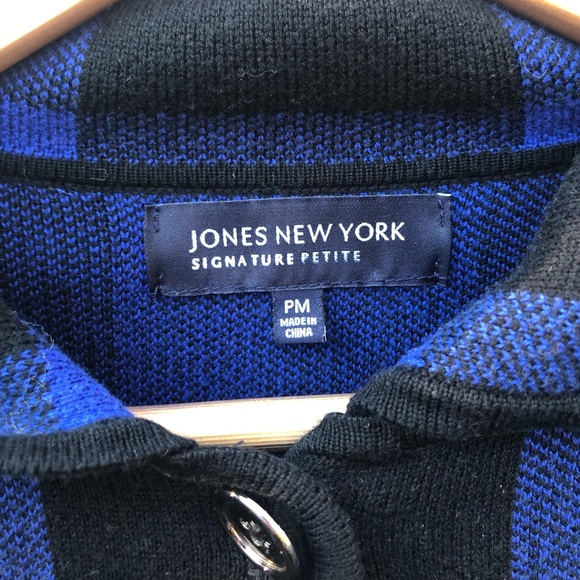 JONES NEW YORK
SIGNATURE PETITE
PM
MADE IN
CHINA